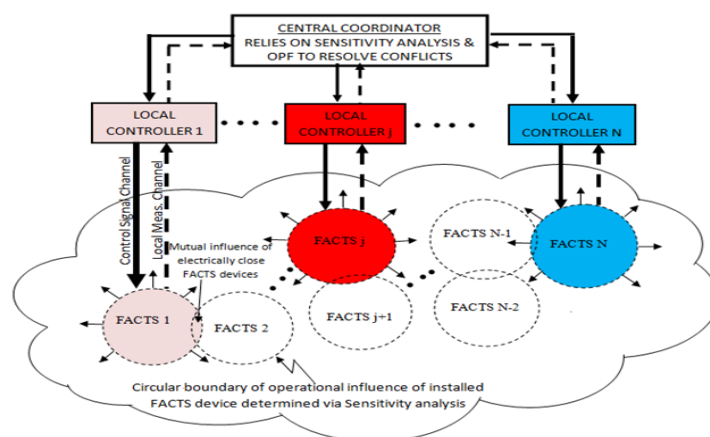 CENTRAL COORDINATOR
RELIES ON SENSITIVITY ANALYSIS &
OPF TO RESOLVE CONFLICTS
LOCAL
CONTROLLER 1
LOCAL
CONTROLLER j
LOCAL
CONTROLLER N
Control Signal Channel
Local Meas. Channel
Mutual influence of
electrically close
FACTS devices
FACTS j
FACTS N-1
FACTS N
FACTS 1
FACTS 2
FACTS j+1
FACTS N-2
Circular boundary of operational influence of installed
FACTS device determined via Sensitivity analysis